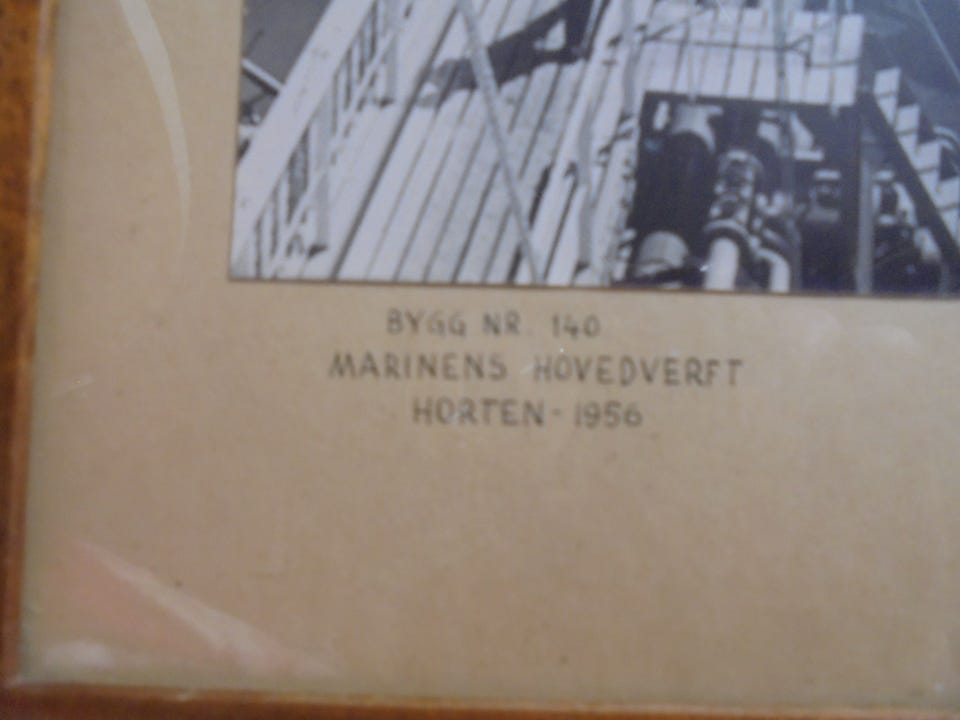 BYGG NR. 140
MARINENS HOVEDVERFT
HORTEN - 1956